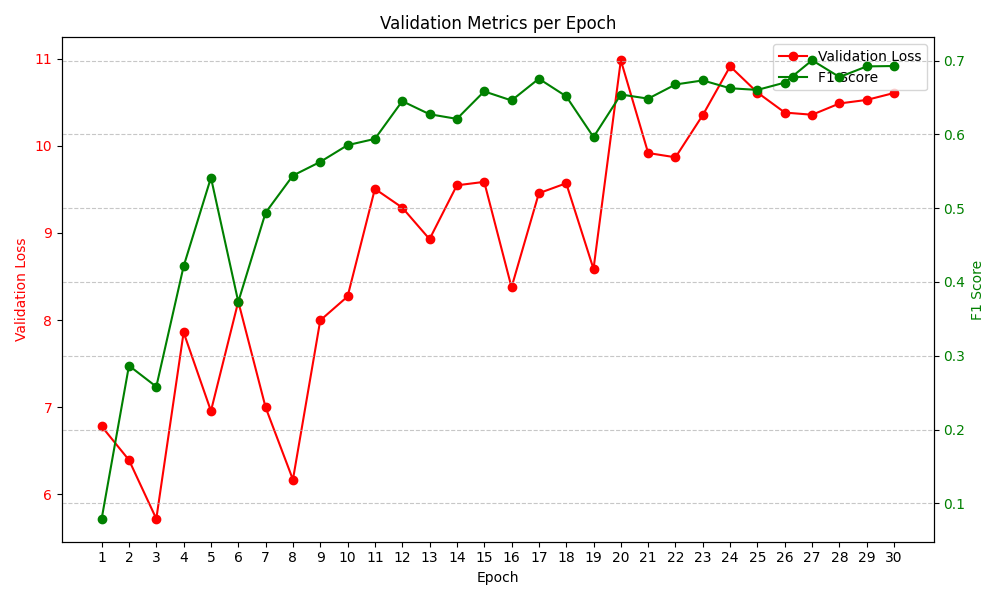 Validation Metrics per Epoch
Validation Loss
F1 Score
11
10
9
8
7
6
Validation Loss
0.7
0.6
0.5
0.4
0.3
0.2
0.1
F1 Score
1 2 3 4 5 6 7 8 9 10 11 12 13 14 15 16 17 18 19 20 21 22 23 24 25 26 27 28 29 30
Epoch